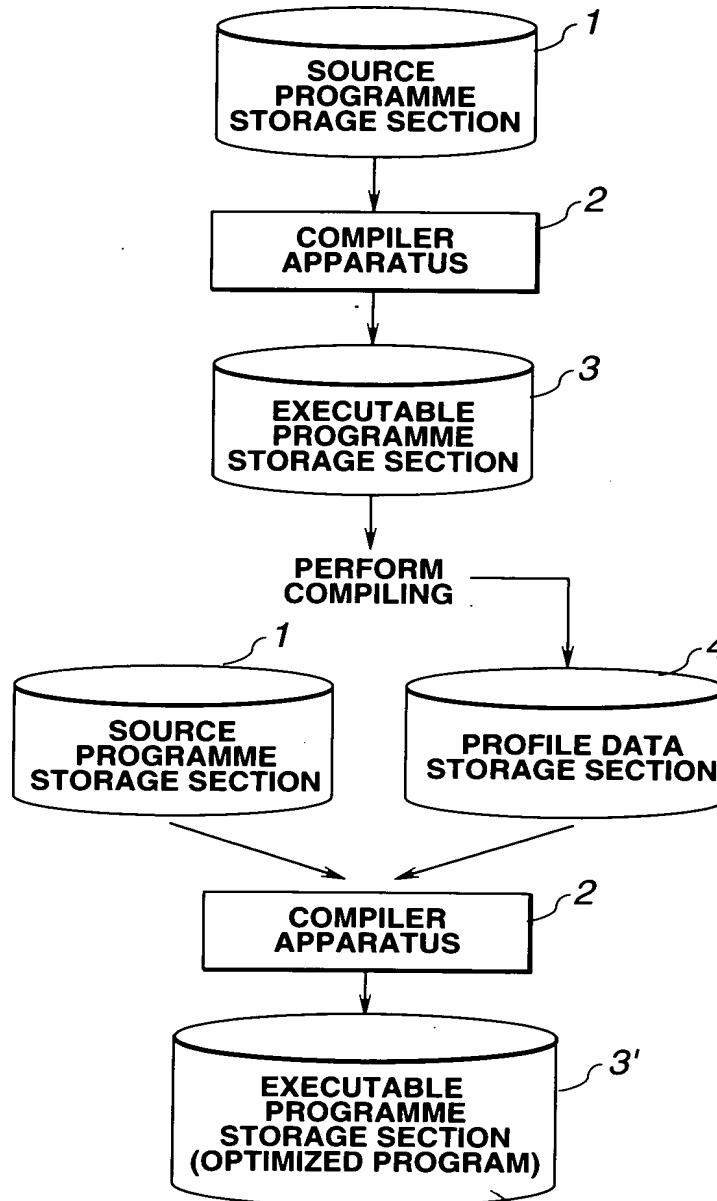 1
SOURCE
PROGRAMME
STORAGE SECTION
2
COMPILER
APPARATUS
3
EXECUTABLE
PROGRAMME
STORAGE SECTION
PERFORM
COMPILING
1
SOURCE
PROGRAMME
STORAGE SECTION
4
PROFILE DATA
STORAGE SECTION
2
COMPILER
APPARATUS
3'
EXECUTABLE
PROGRAMME
STORAGE SECTION
(OPTIMIZED PROGRAM)